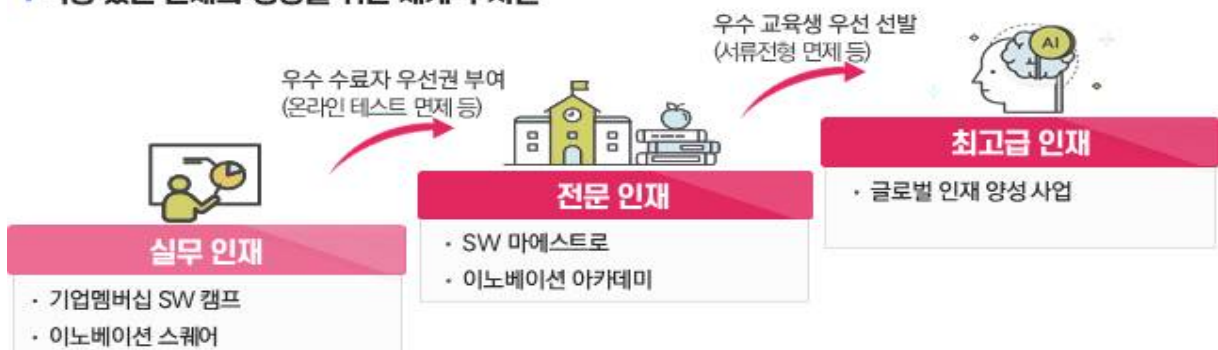 우수 교육생 우선 선발
(서류전형 면제 등)
AI
우수 수료자 우선권 부여
(온라인 테스트 면제 등)
최고급 인재
· 글로벌 인재 양성 사업
전문 인재
· SW 마에스트로
· 이노베이션 아카데미
실무 인재
· 기업멤버십 SW 캠프
· 이노베이션 스퀘어